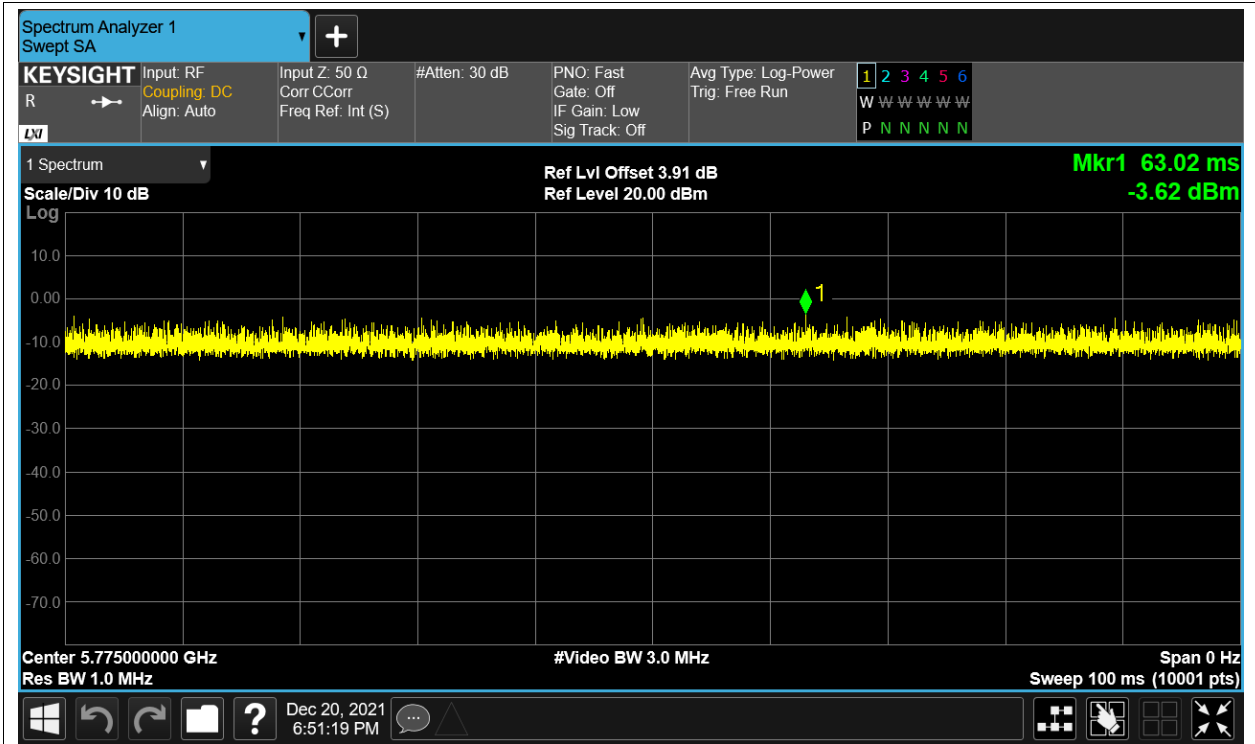 Spectrum Analyzer 1
Swept SA
KEYSIGHT
R
LXI
Input: RF
Coupling: DC
Align: Auto
Input Z: 50 Ω
Corr CCorr
Freq Ref: Int (S)
#Atten: 30 dB
PNO: Fast
Gate: Off
IF Gain: Low
Sig Track: Off
Avg Type: Log-Power
Trig: Free Run
1 2 3 4 5 6
W W W W W W
P N N N N N
1 Spectrum
Scale/Div 10 dB
Ref Lvl Offset 3.91 dB
Ref Level 20.00 dBm
Mkr1 63.02 ms
-3.62 dBm
Log
10.0
0.00
1
-10.0
-20.0
-30.0
-40.0
-50.0
-60.0
-70.0
Center 5.775000000 GHz
#Video BW 3.0 MHz
Span 0 Hz
Res BW 1.0 MHz
Sweep 100 ms (10001 pts)
?
Dec 20, 2021
6:51:19 PM